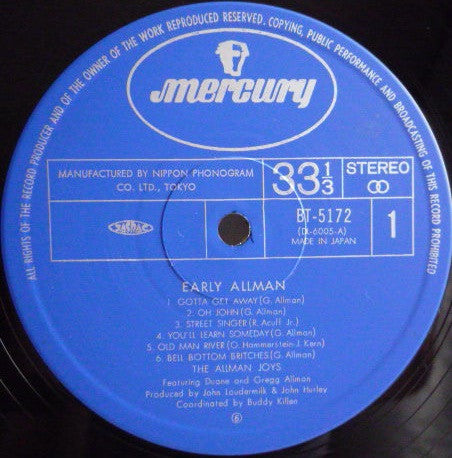 ALL RIGHTS OF THE RECORD PRODUCER AND OF THE OWNER OF THE WORK REPRODUCED RESERVED. COPYING, PUBLIC PERFORMANCE AND BROADCASTING OF THIS RECORD PROHIBITED
mercury
MANUFACTURED BY NIPPON PHONOGRAM
CO. LTD., TOKYO
33 1/3
STEREO
BT-5172
(DI-6005-A)
MADE IN JAPAN
1
EARLY ALLMAN
1. GOTTA GET AWAY (G. Allman)
2. OH JOHN (G. Allman)
3. STREET SINGER (R. Acuff Jr.)
4. YOU'LL LEARN SOMEDAY (G. Allman)
5. OLD MAN RIVER (O. Hammerstein-J. Kern)
6. BELL BOTTOM BRITCHES (G. Allman)
THE ALLMAN JOYS
Featuring Duane and Gregg Allman
Produced by John Loudermilk & John Hurley
Coordinated by Buddy Killen